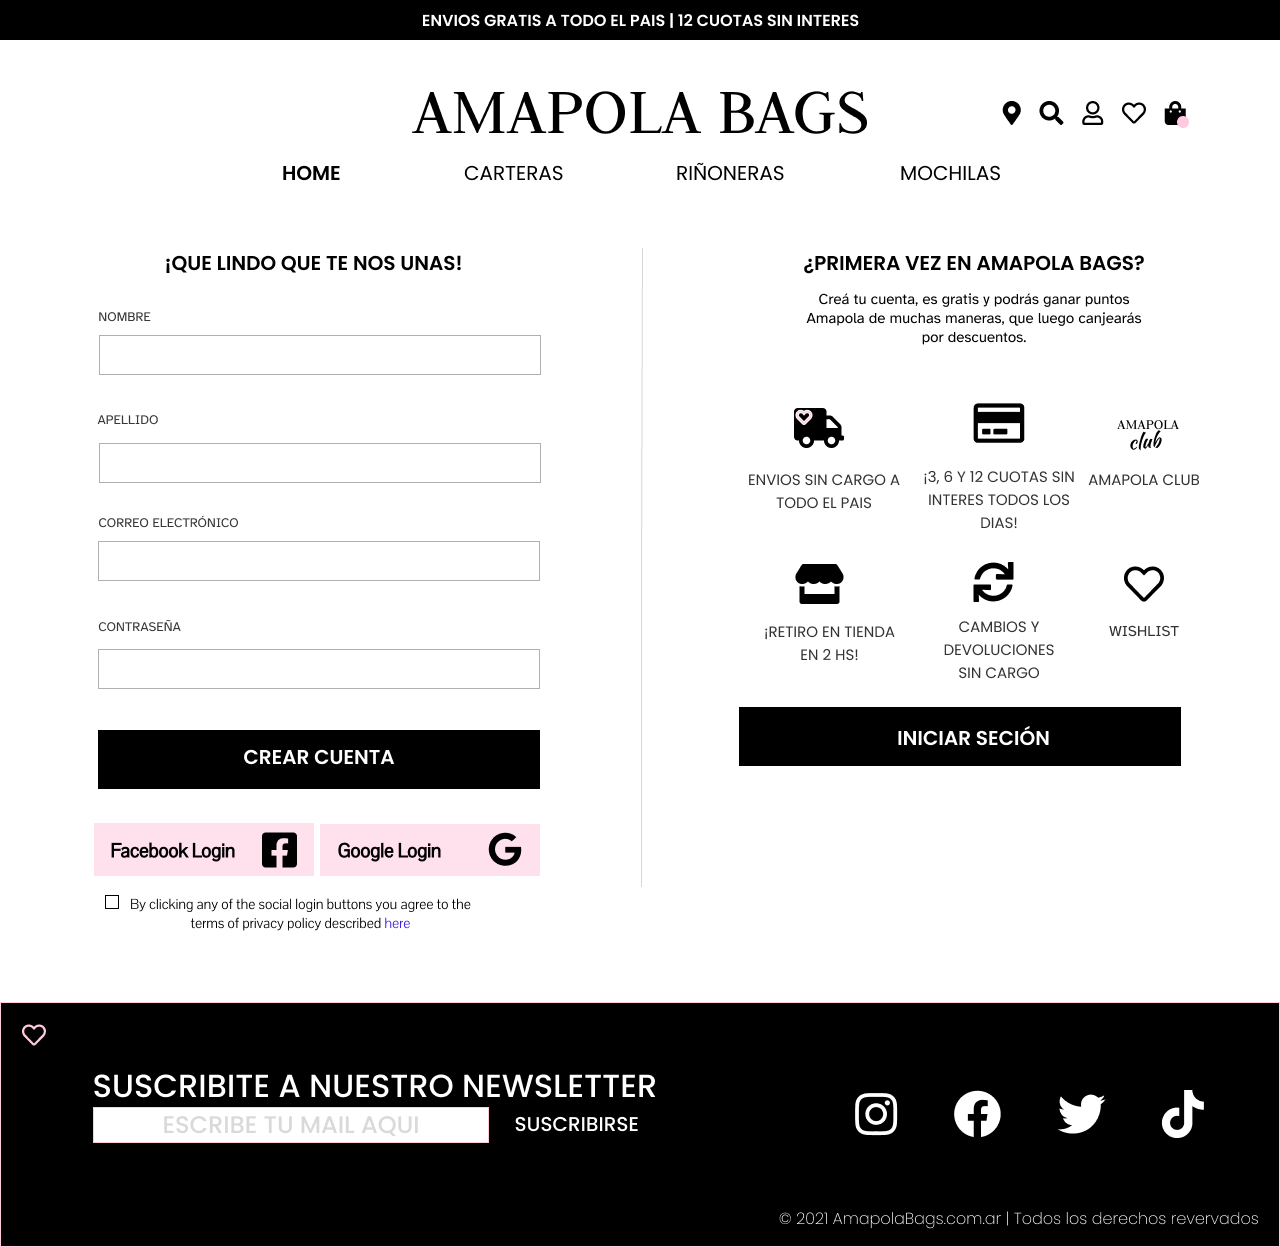 ENVIOS GRATIS A TODO EL PAIS | 12 CUOTAS SIN INTERES
AMAPOLA BAGS
HOME
CARTERAS
RIÑONERAS
MOCHILAS
¡QUE LINDO QUE TE NOS UNAS!
NOMBRE
APELLIDO
CORREO ELECTRÓNICO
CONTRASEÑA
CREAR CUENTA
Facebook Login
Google Login
By clicking any of the social login buttons you agree to the
terms of privacy policy described here
¿PRIMERA VEZ EN AMAPOLA BAGS?
Creá tu cuenta, es gratis y podrás ganar puntos
Amapola de muchas maneras, que luego canjearás
por descuentos.
ENVIOS SIN CARGO A
TODO EL PAIS
¡3, 6 Y 12 CUOTAS SIN
INTERES TODOS LOS
DIAS!
AMAPOLA
club
AMAPOLA CLUB
¡RETIRO EN TIENDA
EN 2 HS!
CAMBIOS Y
DEVOLUCIONES
SIN CARGO
WISHLIST
INICIAR SECIÓN
SUSCRIBITE A NUESTRO NEWSLETTER
ESCRIBE TU MAIL AQUI
SUSCRIBIRSE
© 2021 AmapolaBags.com.ar | Todos los derechos revervados